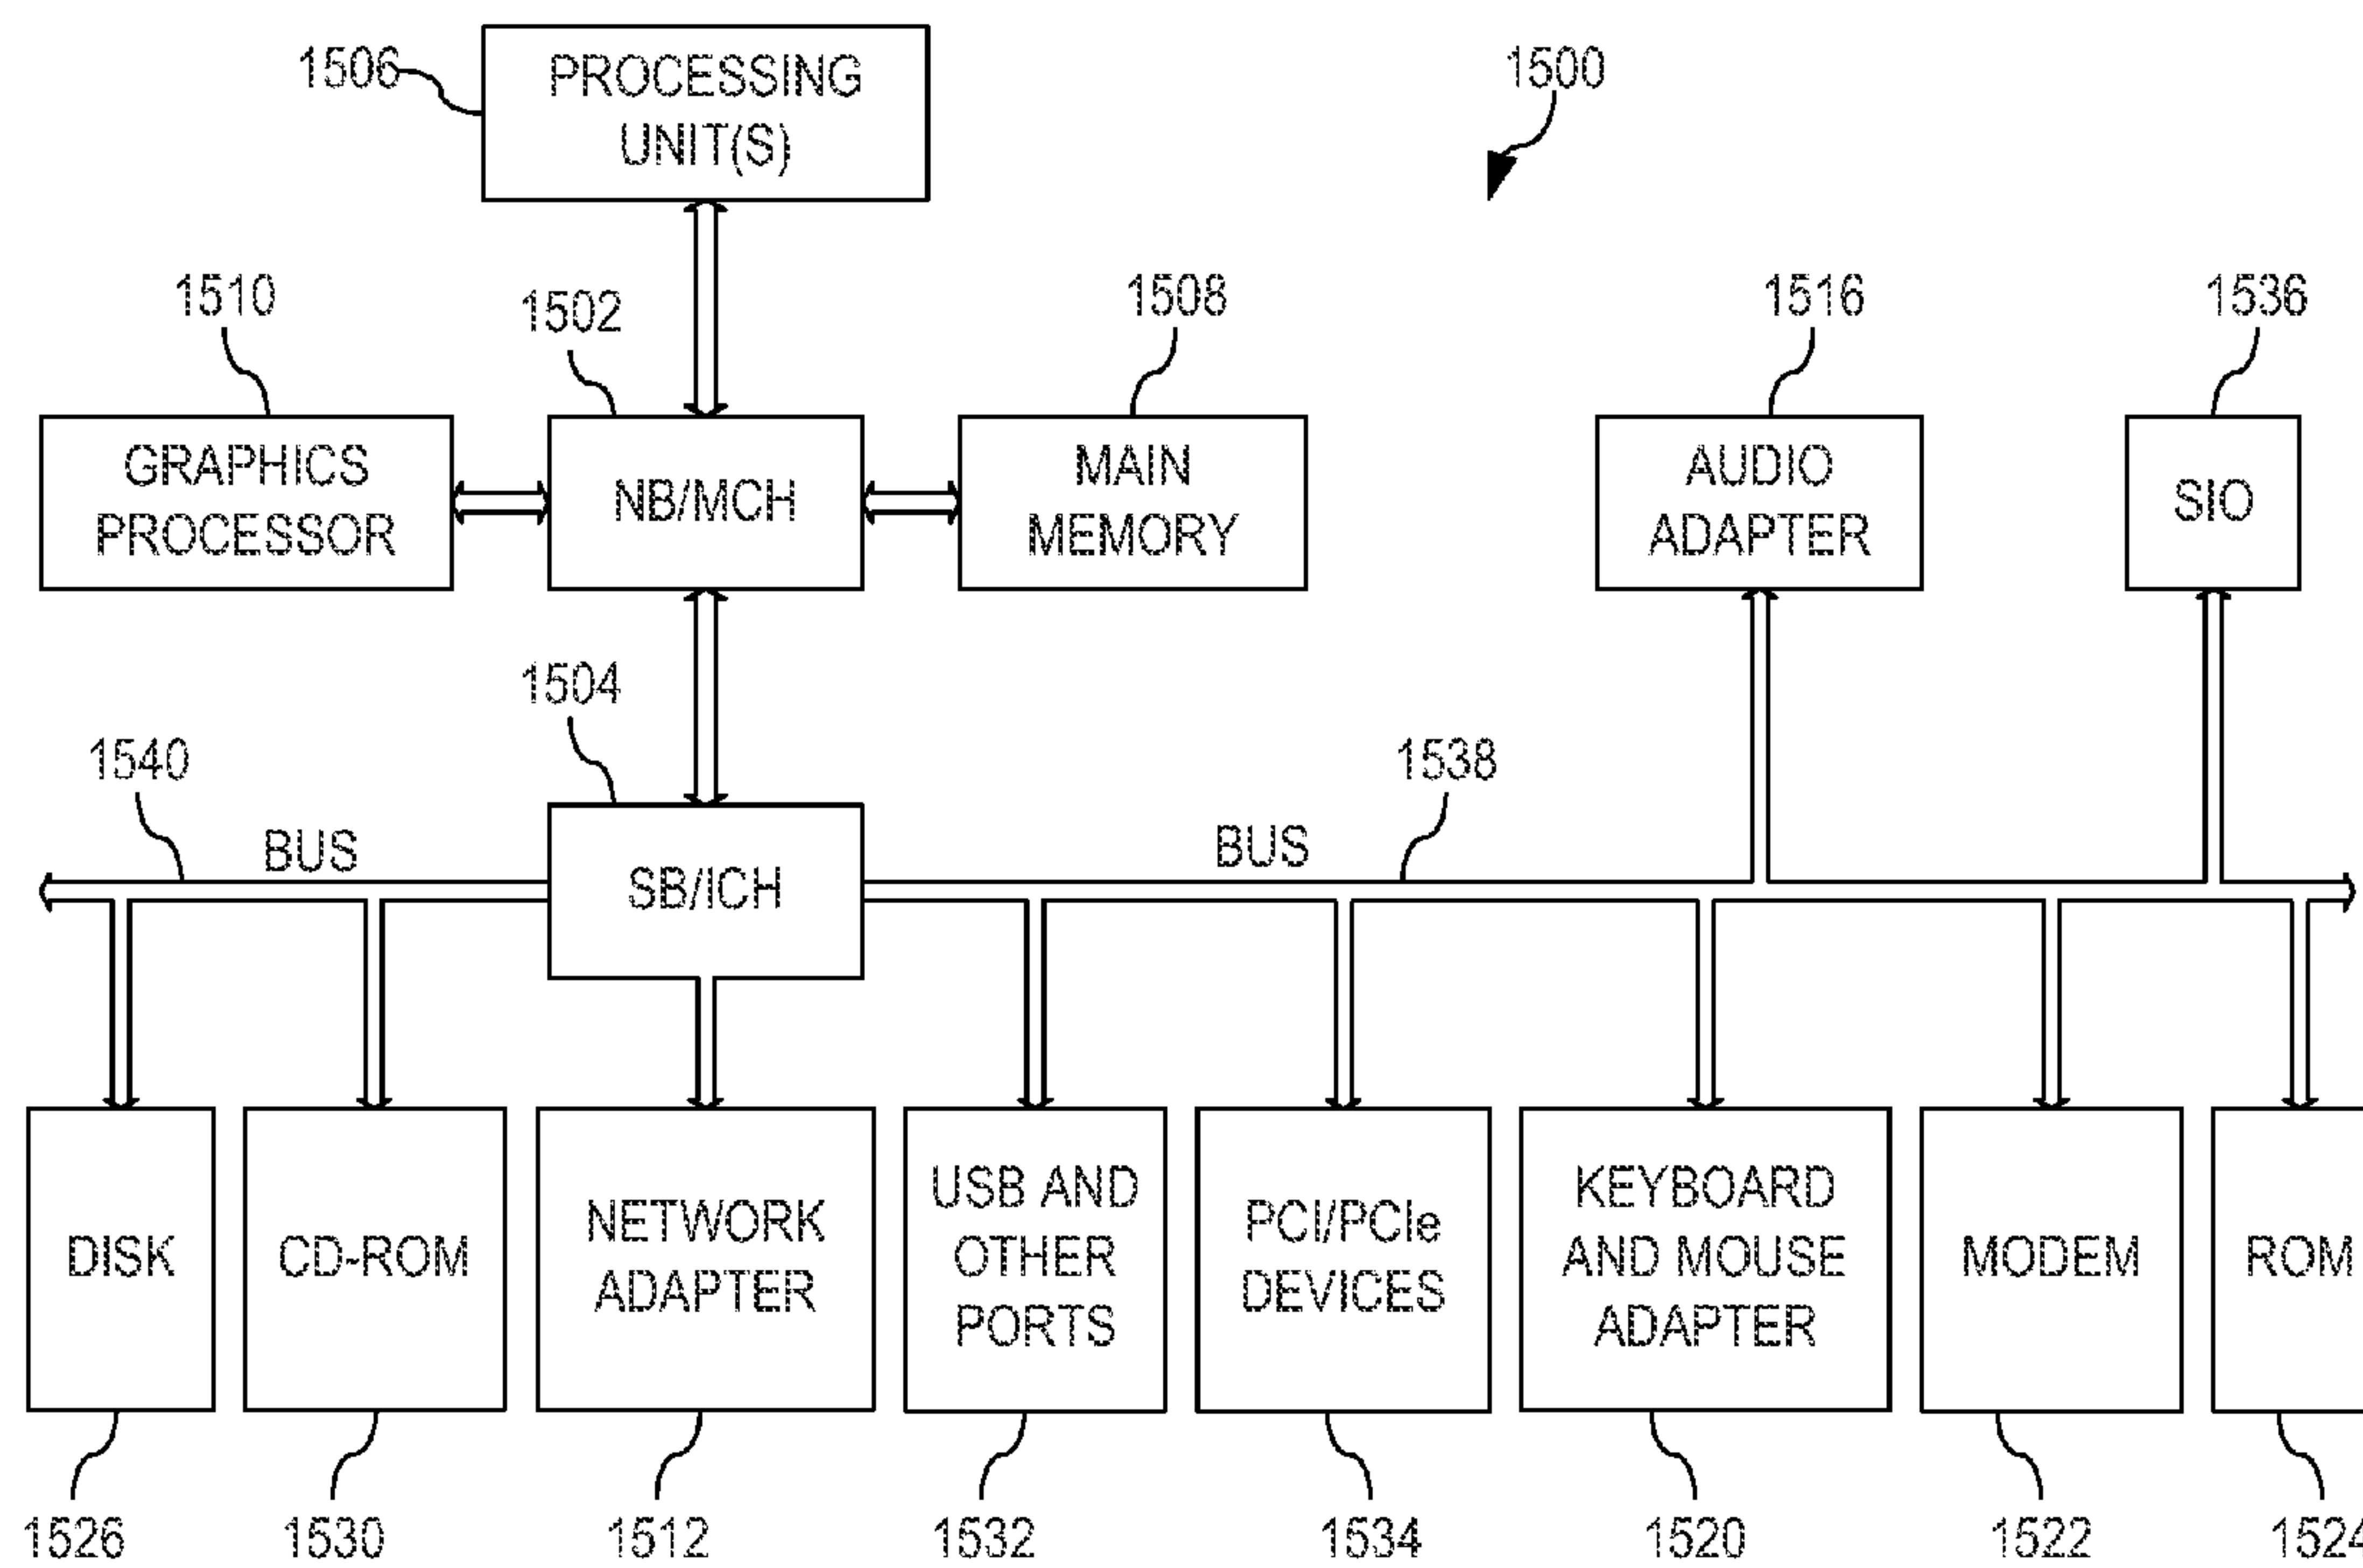 1506
PROCESSING
UNIT(S)
1500
1510
1502
1508
1516
1536
GRAPHICS
PROCESSOR
NB/MCH
MAIN
MEMORY
AUDIO
ADAPTER
SIO
1504
1540
1538
BUS
BUS
SB/ICH
DISK
CD-ROM
NETWORK
ADAPTER
USB AND
OTHER
PORTS
PCI/PCIe
DEVICES
KEYBOARD
AND MOUSE
ADAPTER
MODEM
ROM
1526
1530
1512
1532
1534
1520
1522
1524